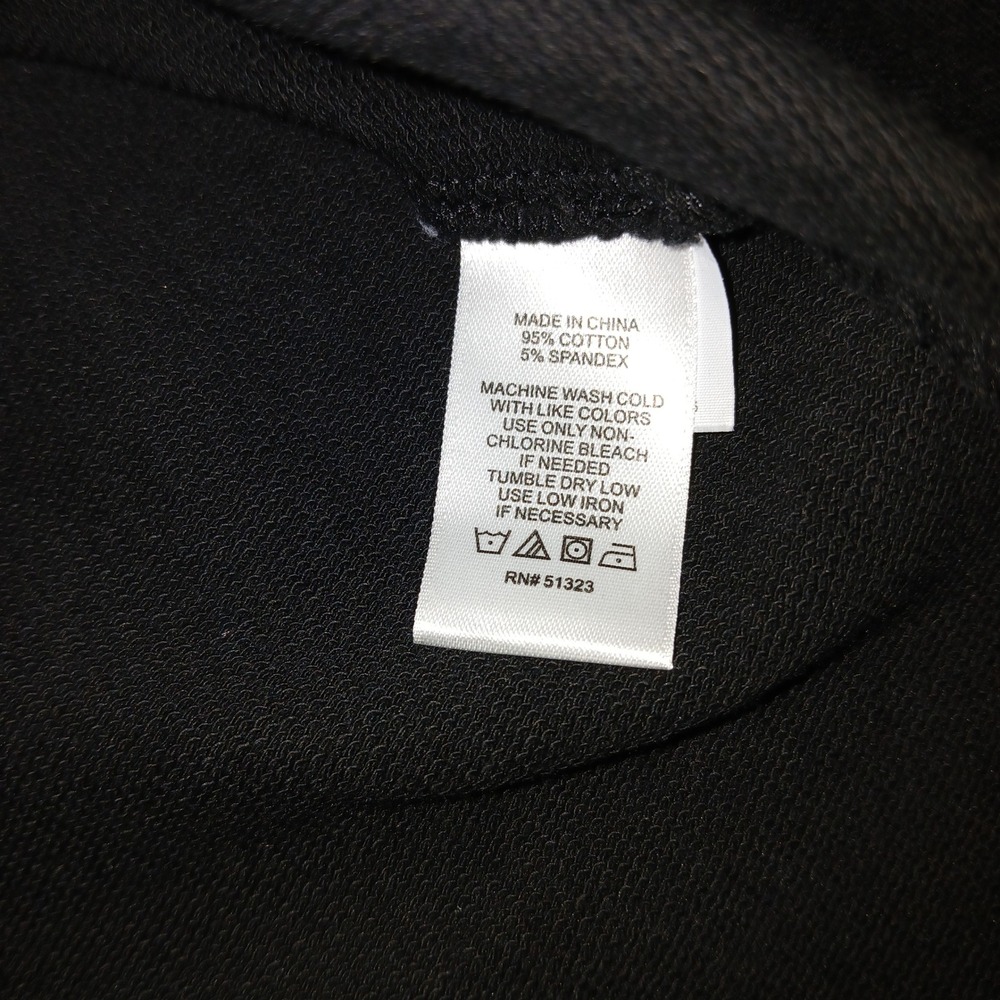 MADE IN CHINA
95% COTTON
5% SPANDEX
MACHINE WASH COLD
WITH LIKE COLORS
USE ONLY NON-
CHLORINE BLEACH
IF NEEDED
TUMBLE DRY LOW
USE LOW IRON
IF NECESSARY
RN# 51323